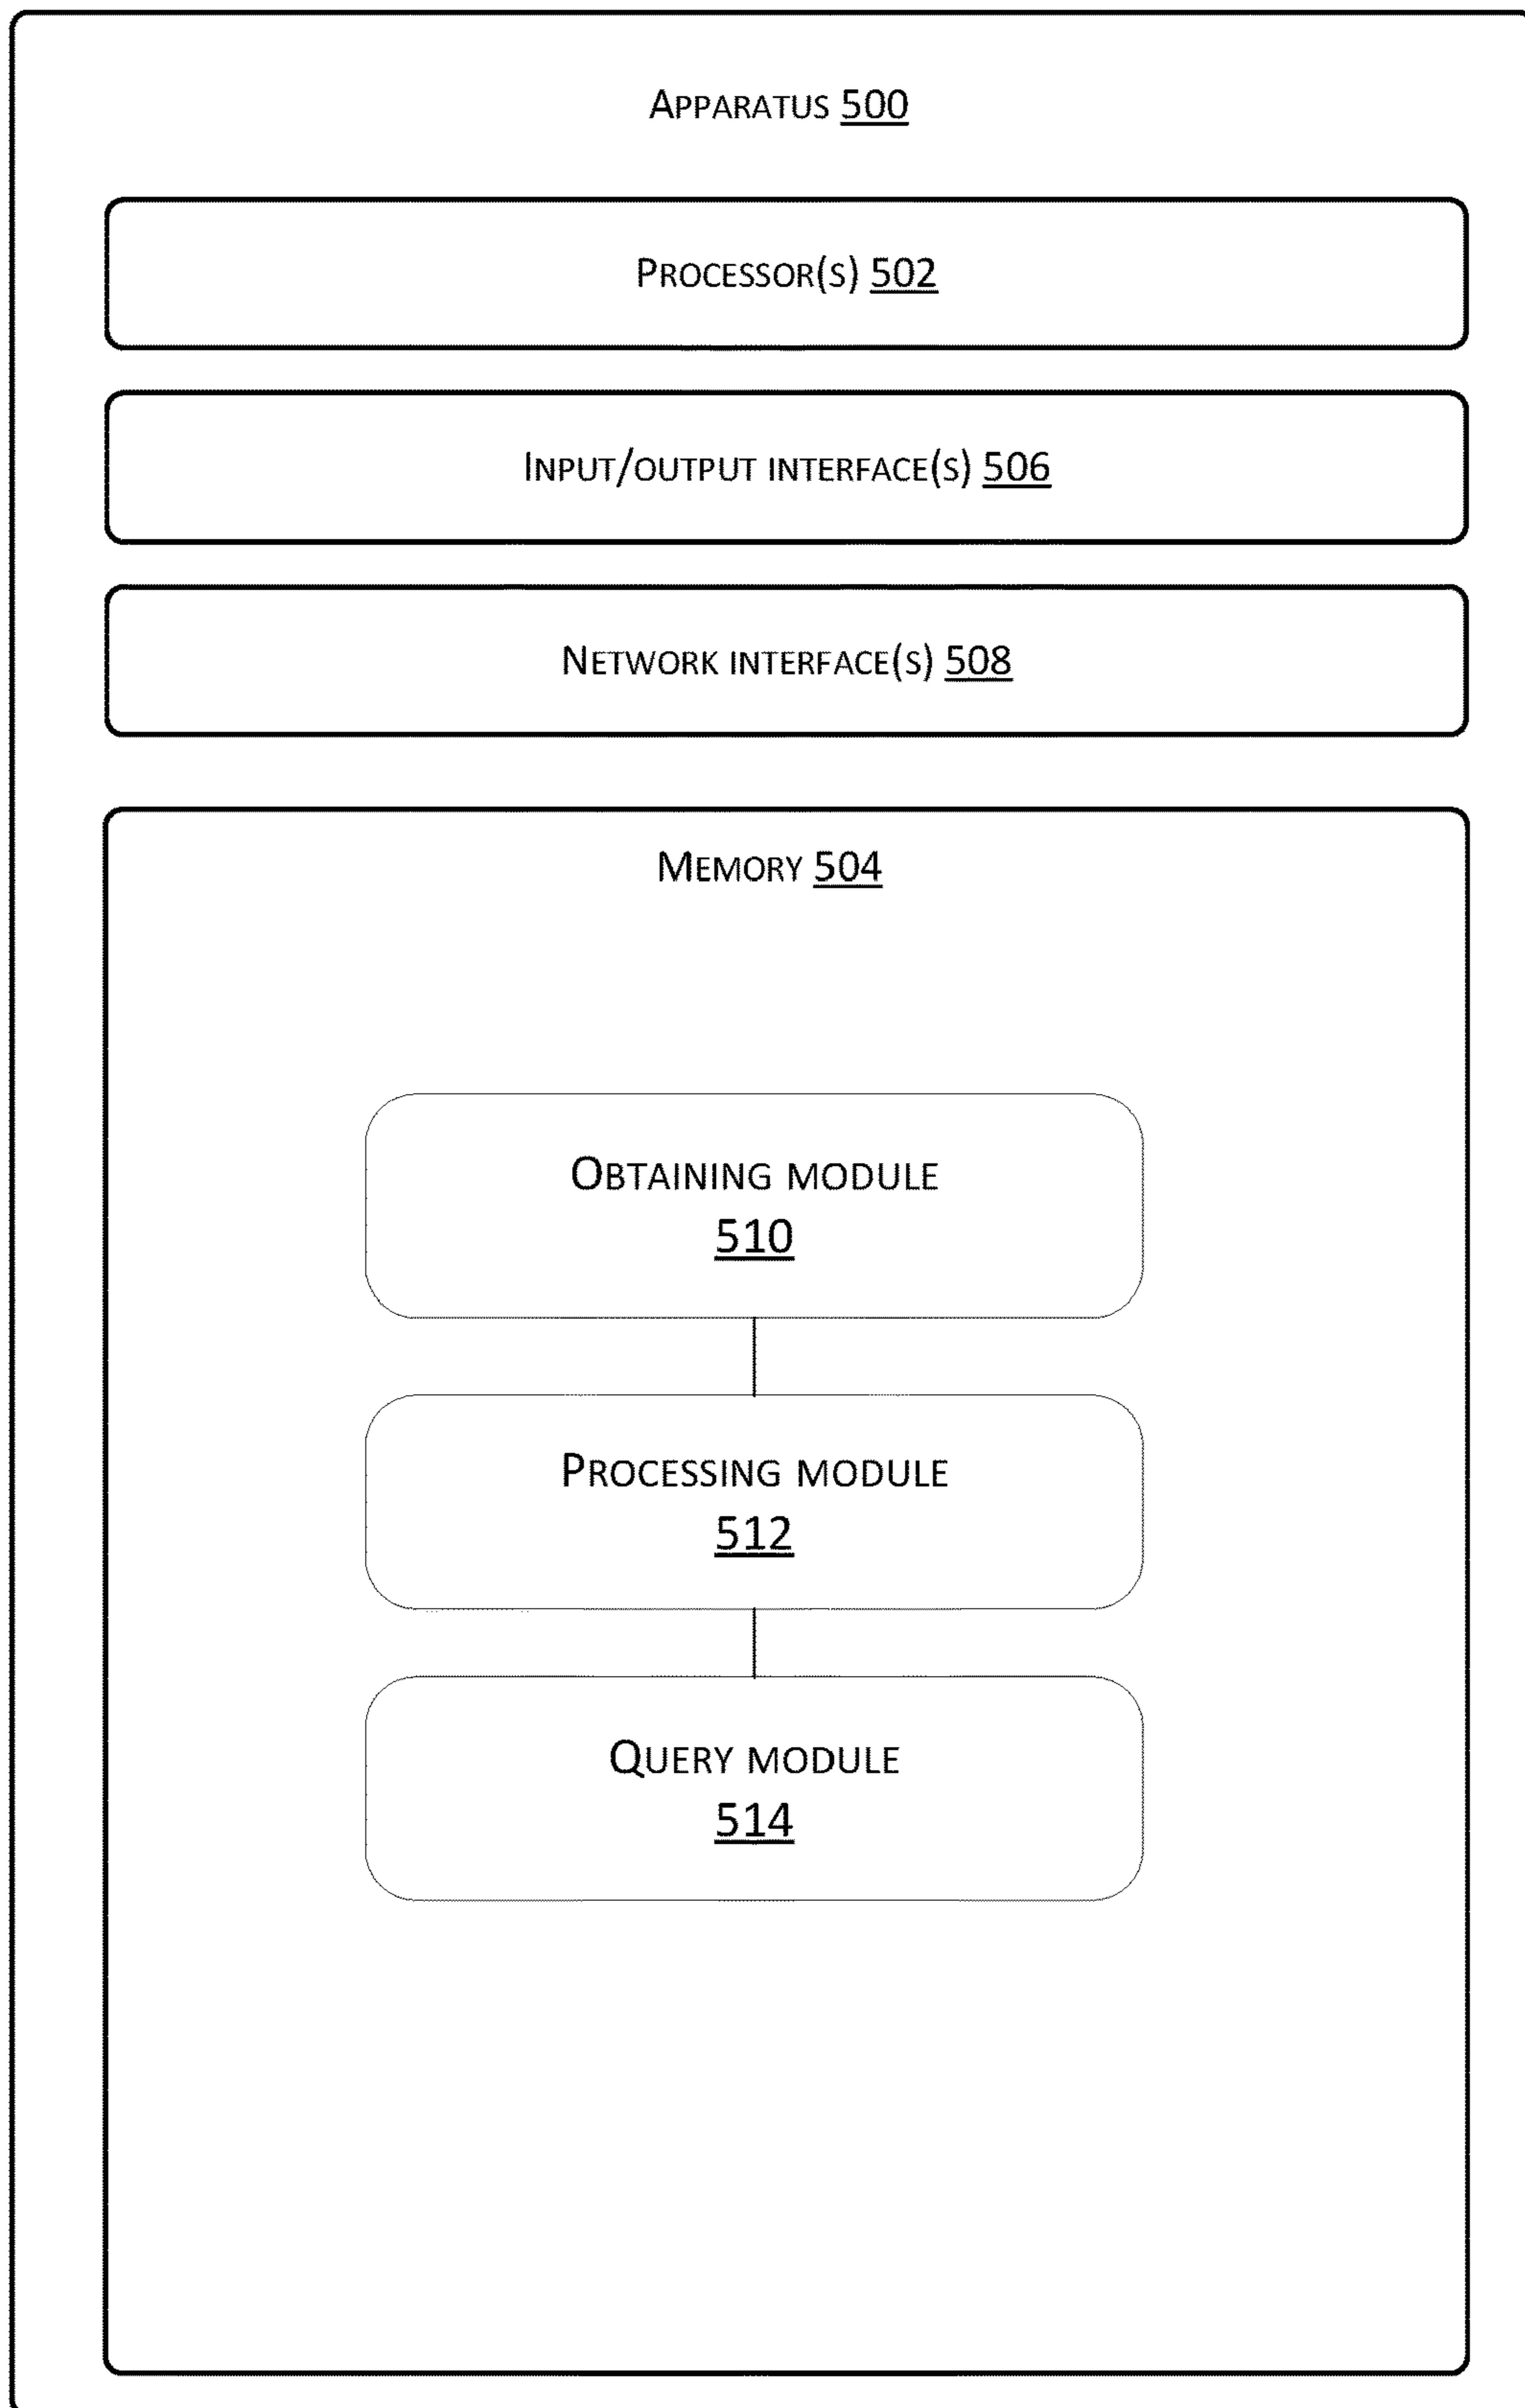 Apparatus 500
Processor(s) 502
Input/output interface(s) 506
Network interface(s) 508
Memory 504
Obtaining module
510
Processing module
512
Query module
514